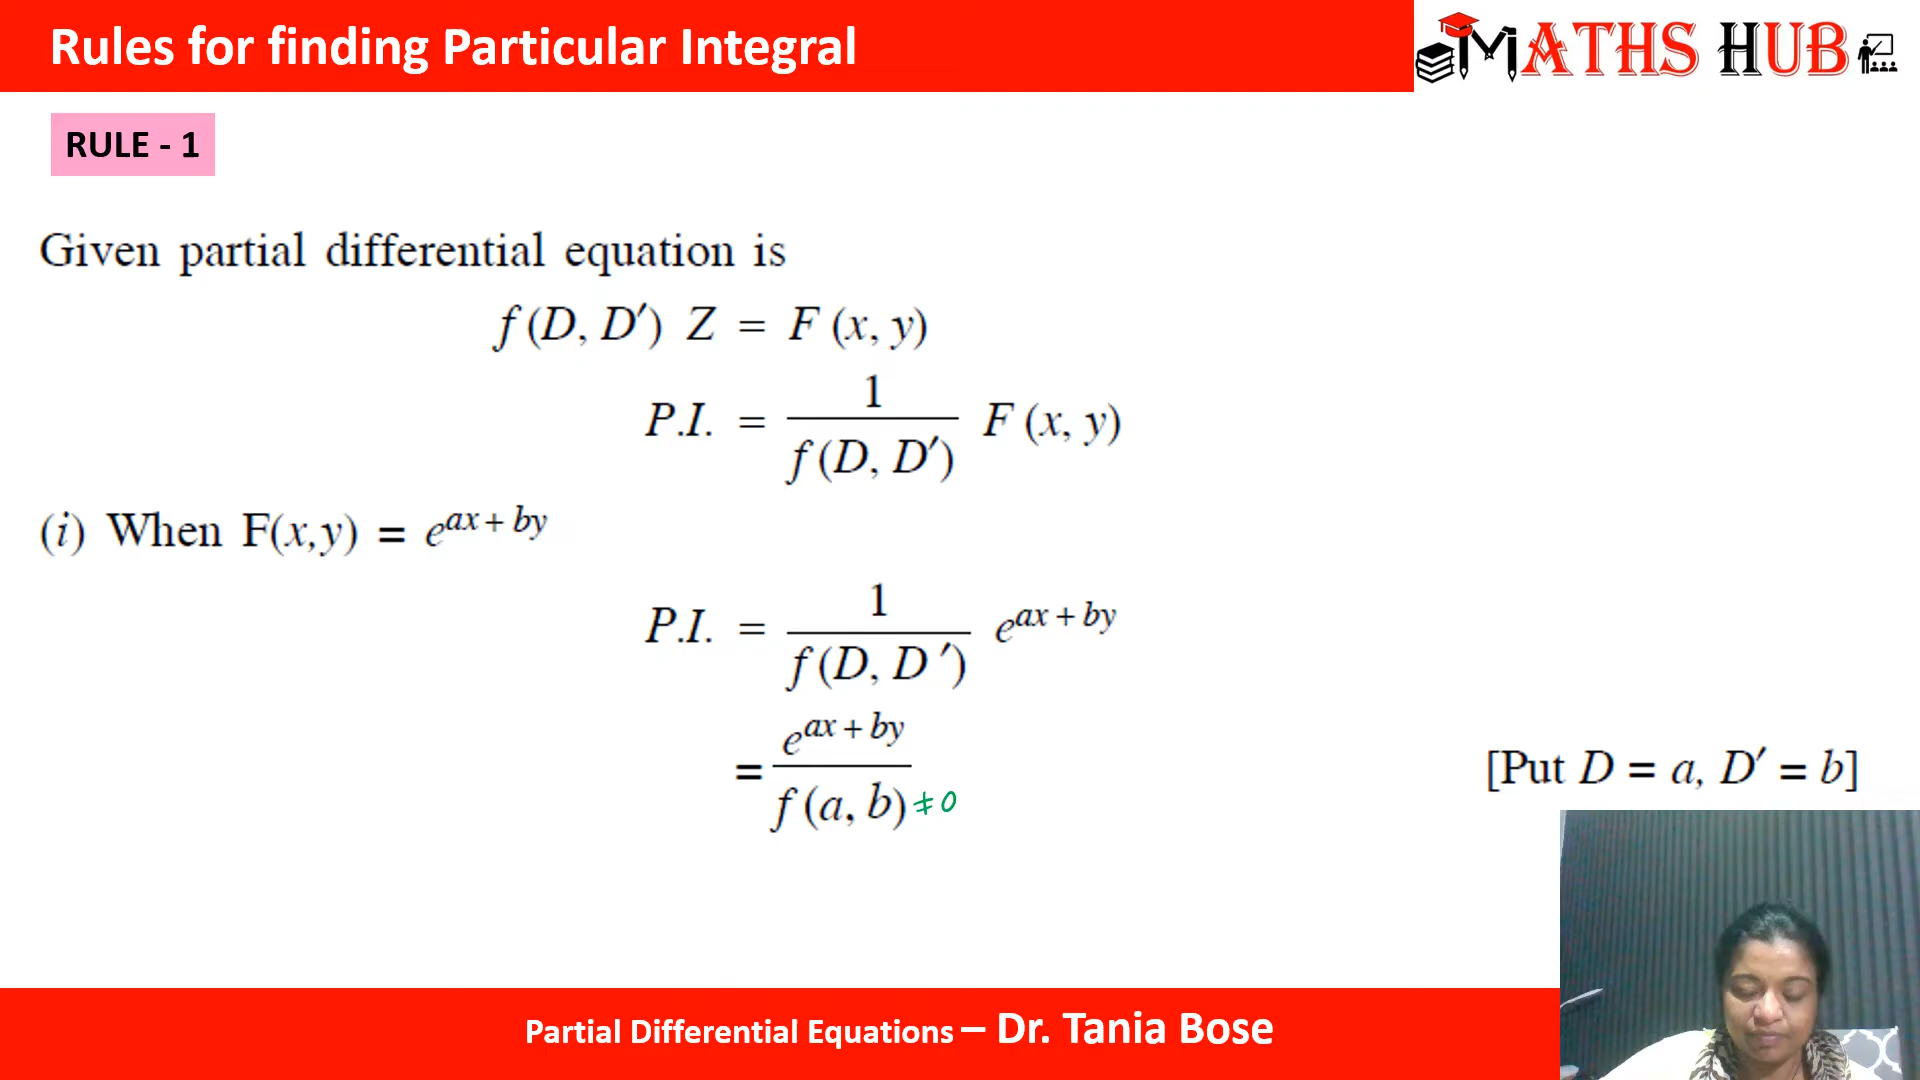 Rules for finding Particular Integral
MATHS HUB
RULE - 1
Given partial differential equation is
f (D, D′) Z = F (x, y)
P.I. = 1 / f (D, D′) F (x, y)
(i) When F(x,y) = e^{ax + by}
P.I. = 1 / f (D, D′) e^{ax + by}
= e^{ax + by} / f (a, b) ≠ 0
[Put D = a, D′ = b]
Partial Differential Equations – Dr. Tania Bose